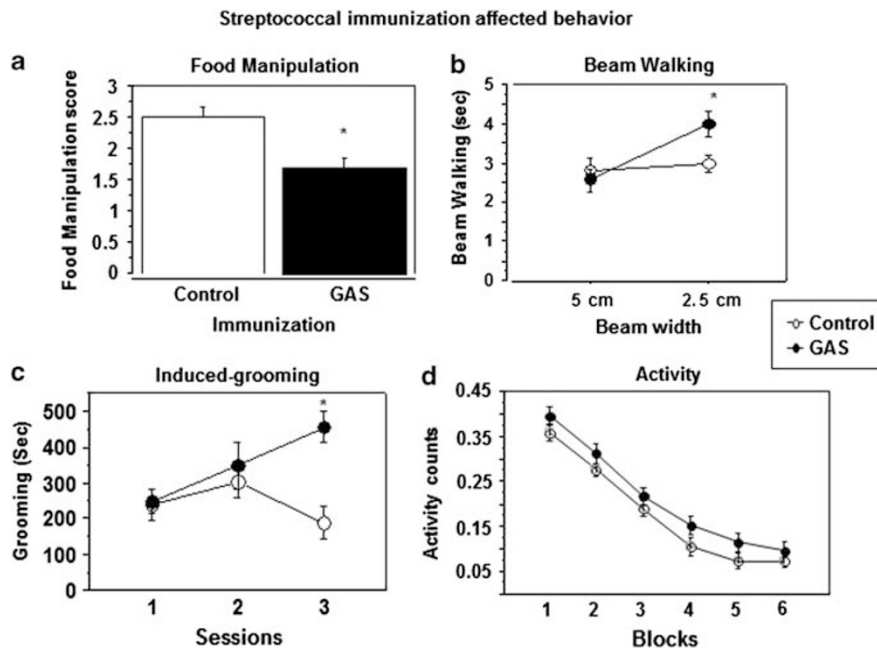 Streptococcal immunization affected behavior
a
Food Manipulation
Food Manipulation score
3
2.5
2
1.5
1
0.5
0
*
Control
GAS
Immunization
b
Beam Walking
Beam Walking (sec)
5
4
3
2
1
0
*
5 cm
2.5 cm
Beam width
Control
GAS
c
Induced-grooming
Grooming (Sec)
500
400
300
200
100
0
*
1 2 3
Sessions
d
Activity
Activity counts
0.45
0.35
0.25
0.15
0.05
1 2 3 4 5 6
Blocks